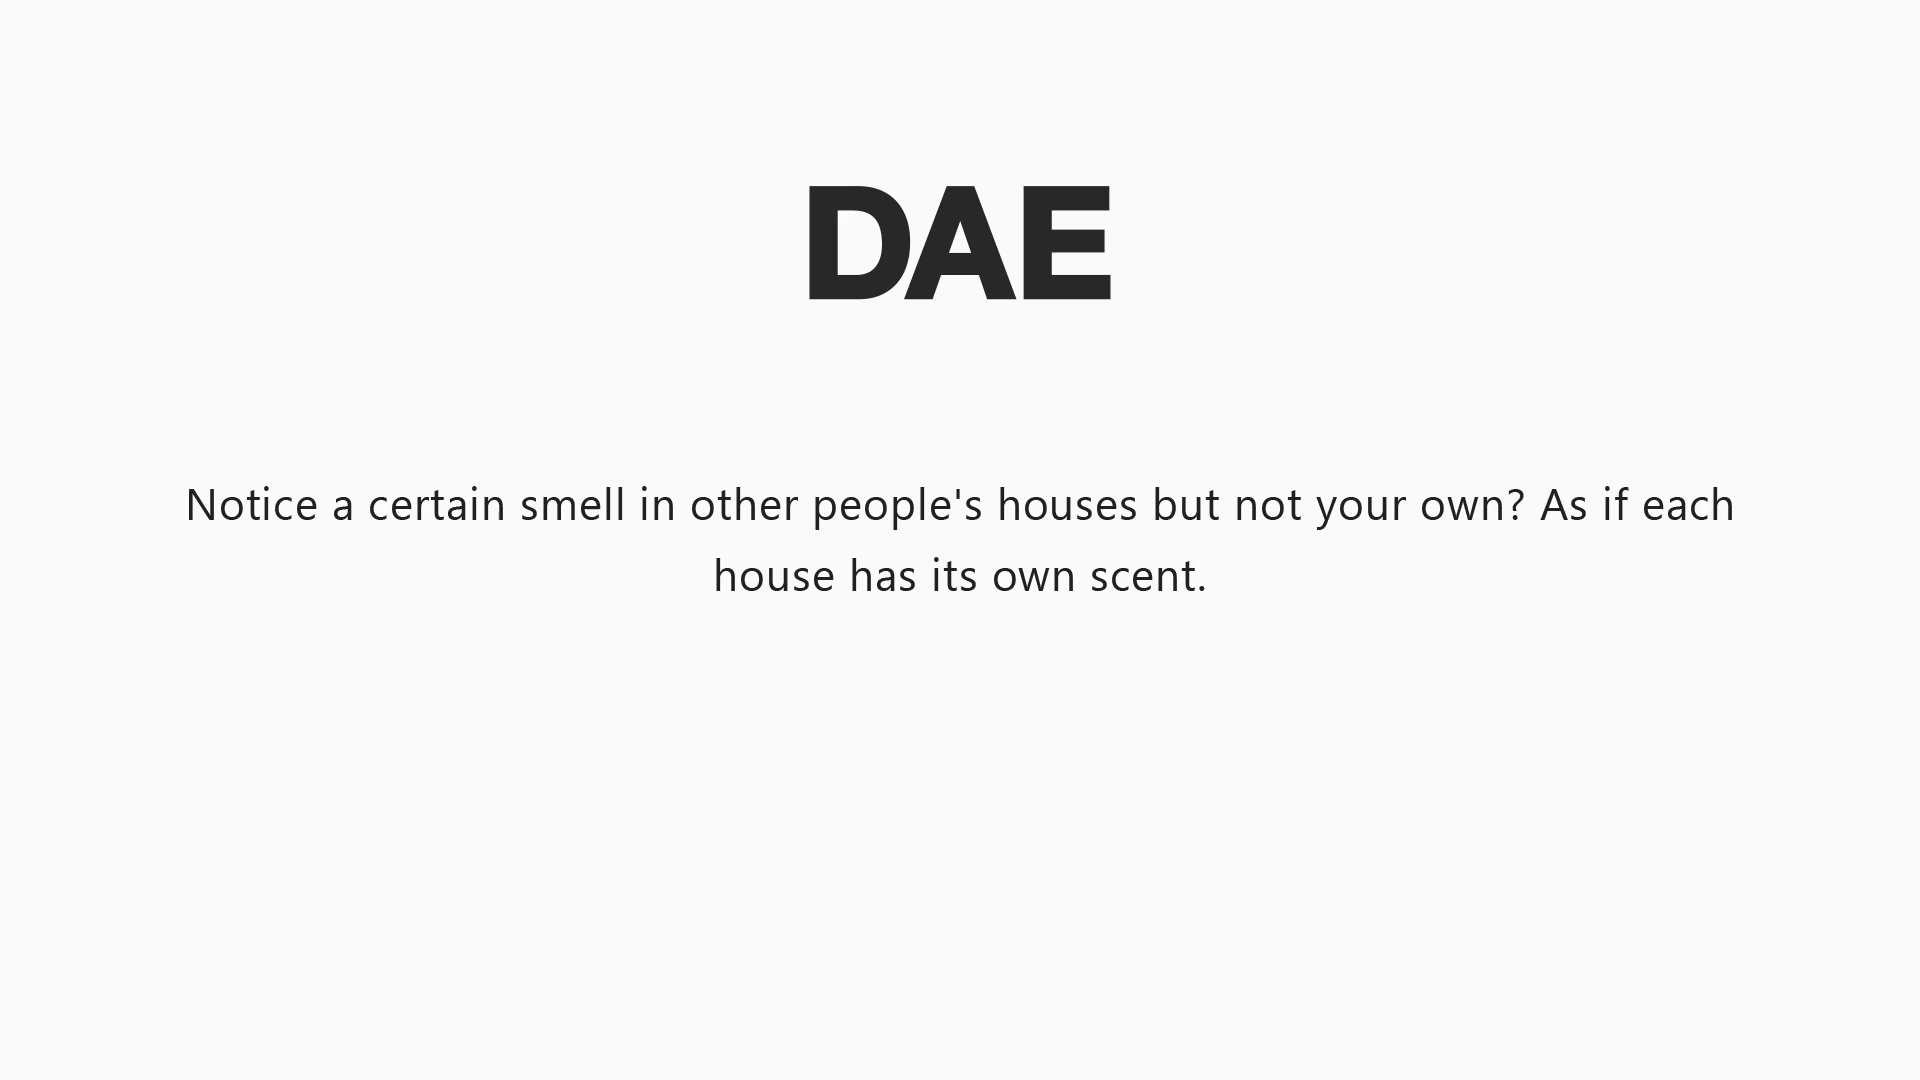 DAE
Notice a certain smell in other people's houses but not your own? As if each
house has its own scent.